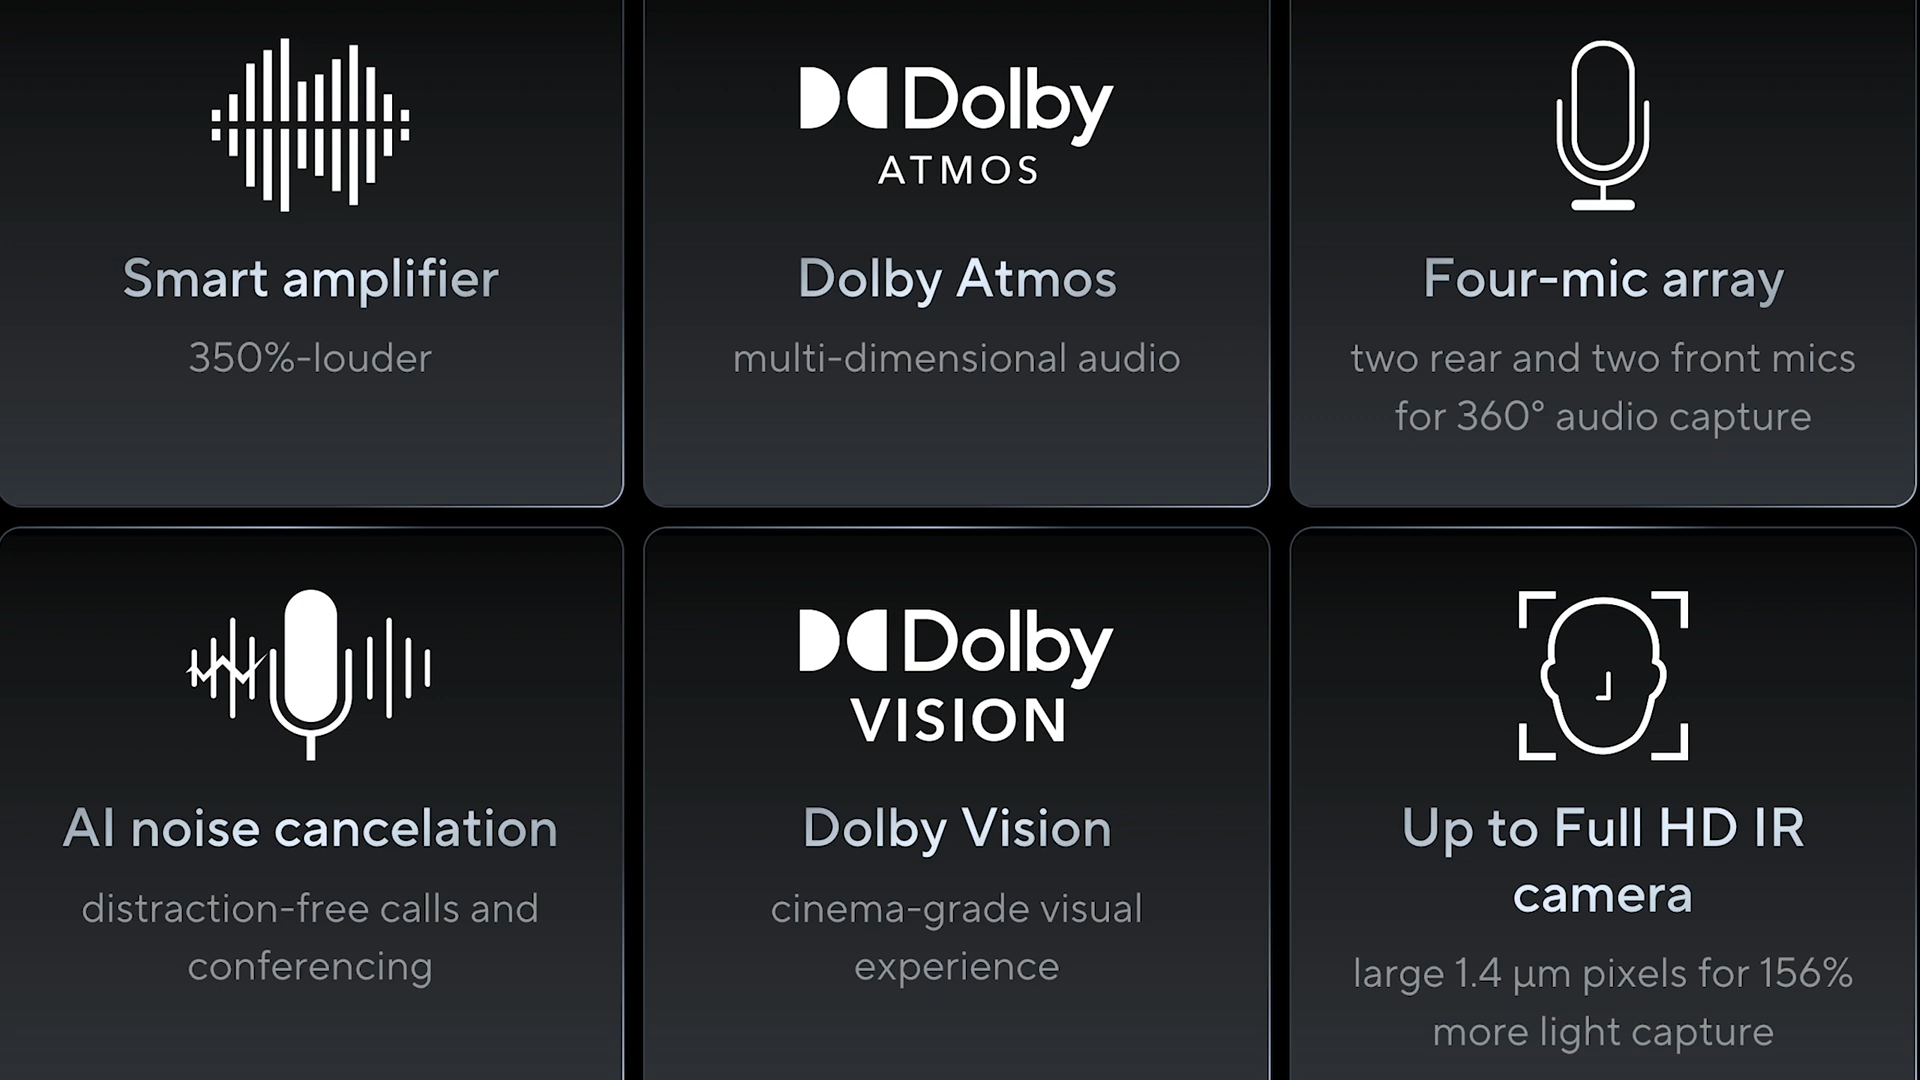 Dolby
ATMOS
Smart amplifier
Dolby Atmos
Four-mic array
350%-louder
multi-dimensional audio
two rear and two front mics
for 360° audio capture
Dolby
VISION
AI noise cancelation
Dolby Vision
Up to Full HD IR
camera
distraction-free calls and
conferencing
cinema-grade visual
experience
large 1.4 µm pixels for 156%
more light capture